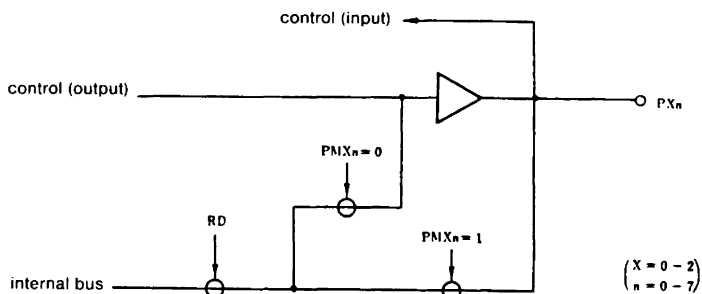 control (input)
control (output)
PXn
PMXn = 0
RD
PMXn = 1
internal bus
(X = 0 – 2
n = 0 – 7)